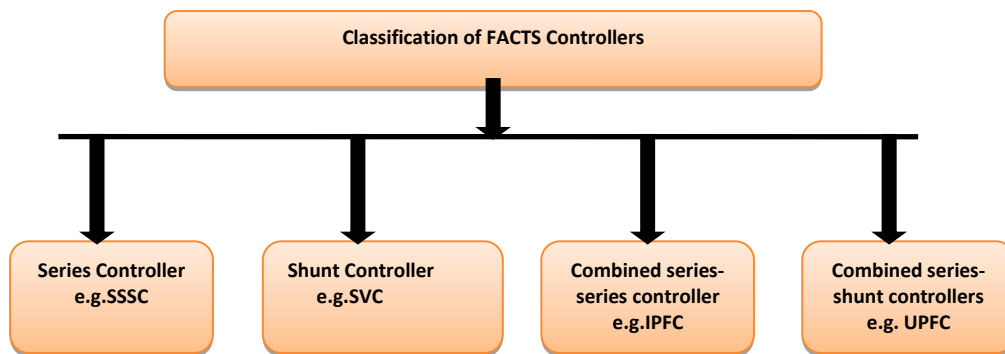 Classification of FACTS Controllers
Series Controller
e.g.SSSC
Shunt Controller
e.g.SVC
Combined series-
series controller
e.g.IPFC
Combined series-
shunt controllers
e.g. UPFC